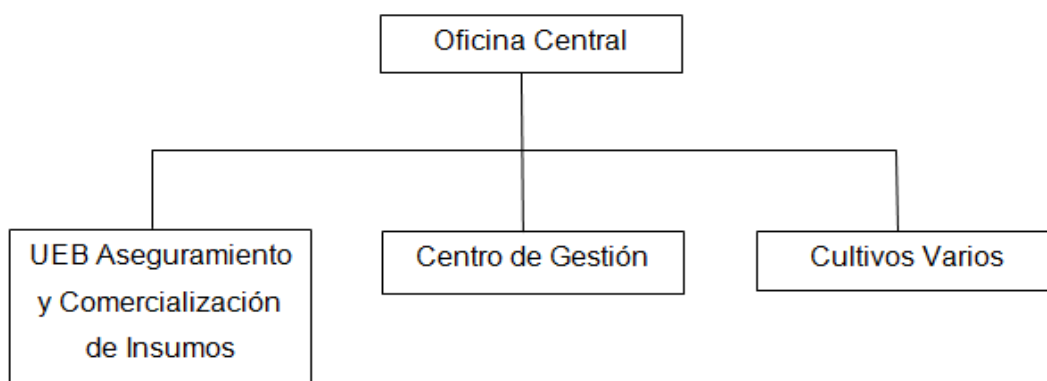 Oficina Central
UEB Aseguramiento
y Comercialización
de Insumos
Centro de Gestión
Cultivos Varios